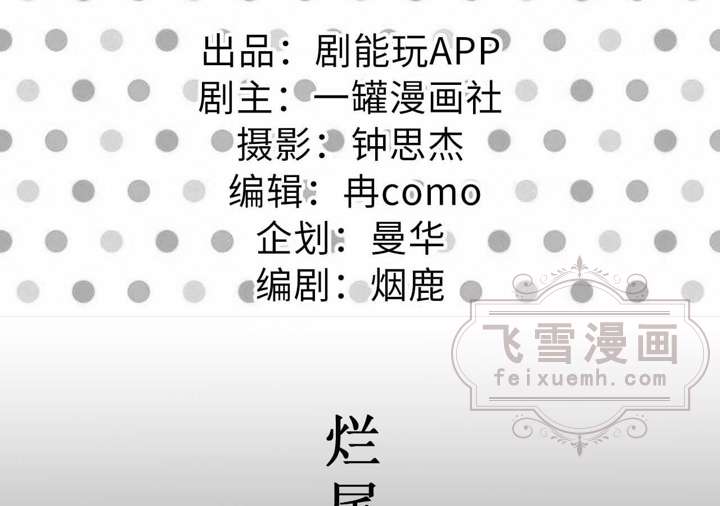 出品：剧能玩APP
剧主：一罐漫画社
摄影：钟思杰
编辑：冉como
企划：曼华
编剧：烟鹿
飞雪漫画
feixuemh.com
烂